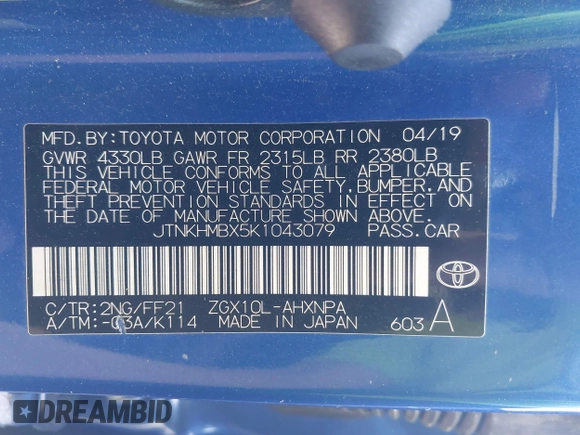 MFD.BY:TOYOTA MOTOR CORPORATION 04/19
GVWR 4330LB GAWR FR 2315LB RR 2380LB
THIS VEHICLE CONFORMS TO ALL APPLICABLE
FEDERAL MOTOR VEHICLE SAFETY, BUMPER, AND
THEFT PREVENTION STANDARDS IN EFFECT ON
THE DATE OF MANUFACTURE SHOWN ABOVE.
JTNKHMBX5K1043079 PASS.CAR
C/TR:2NG/FF21 ZGX10L-AHXNPA
A/TM:-03A/K114 MADE IN JAPAN 603A
DREAMBID